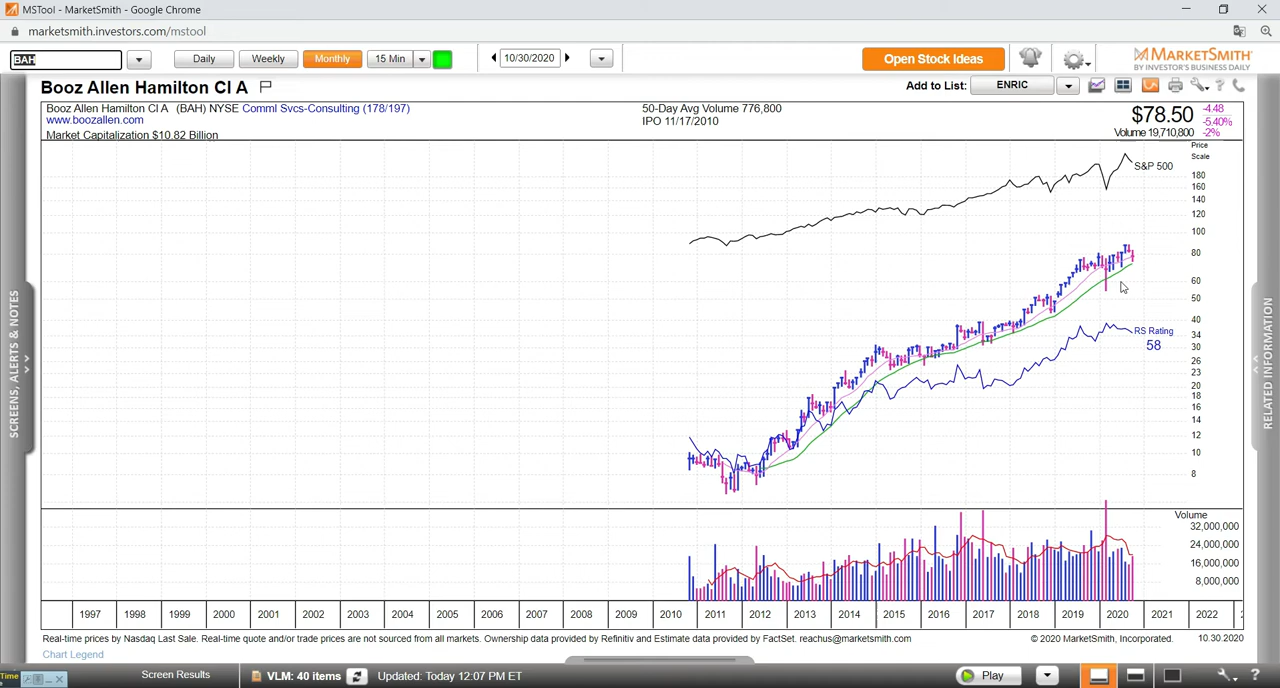 MSTool - MarketSmith - Google Chrome
marketsmith.investors.com/mstool
BAH Daily Weekly Monthly 15 Min 10/30/2020 Open Stock Ideas MARKETSMITH
BY INVESTOR'S BUSINESS DAILY
Booz Allen Hamilton Cl A Add to List: ENRIC
Booz Allen Hamilton Cl A (BAH) NYSE Comml Svcs-Consulting (178/197) 50-Day Avg Volume 776,800 $78.50 -4.48
www.boozallen.com IPO 11/17/2010 -5.40%
Market Capitalization $10.82 Billion Volume 19,710,800 -2%
Price
Scale
S&P 500
180
160
140
120
100
80
60
50
40
34
30
26
23
20
18
16
14
12
10
8
RS Rating
58
Volume
32,000,000
24,000,000
16,000,000
8,000,000
1997 1998 1999 2000 2001 2002 2003 2004 2005 2006 2007 2008 2009 2010 2011 2012 2013 2014 2015 2016 2017 2018 2019 2020 2021 2022 2
Real-time prices by Nasdaq Last Sale. Real-time quote and/or trade prices are not sourced from all markets. Ownership data provided by Refinitiv and Estimate data provided by FactSet. reachus@marketsmith.com © 2020 MarketSmith, Incorporated. 10.30.2020
Chart Legend
Time Screen Results VLM: 40 items Updated: Today 12:07 PM ET Play
SCREENS, ALERTS & NOTES
RELATED INFORMATION